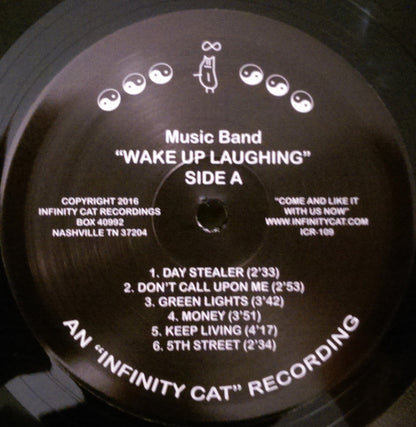 Music Band
"WAKE UP LAUGHING"
SIDE A
COPYRIGHT 2016
INFINITY CAT RECORDINGS
BOX 40992
NASHVILLE TN 37204
"COME AND LIKE IT
WITH US NOW"
WWW.INFINITYCAT.COM
ICR-109
1. DAY STEALER (2'33)
2. DON'T CALL UPON ME (2'53)
3. GREEN LIGHTS (3'42)
4. MONEY (3'51)
5. KEEP LIVING (4'17)
6. 5TH STREET (2'34)
AN "INFINITY CAT" RECORDING